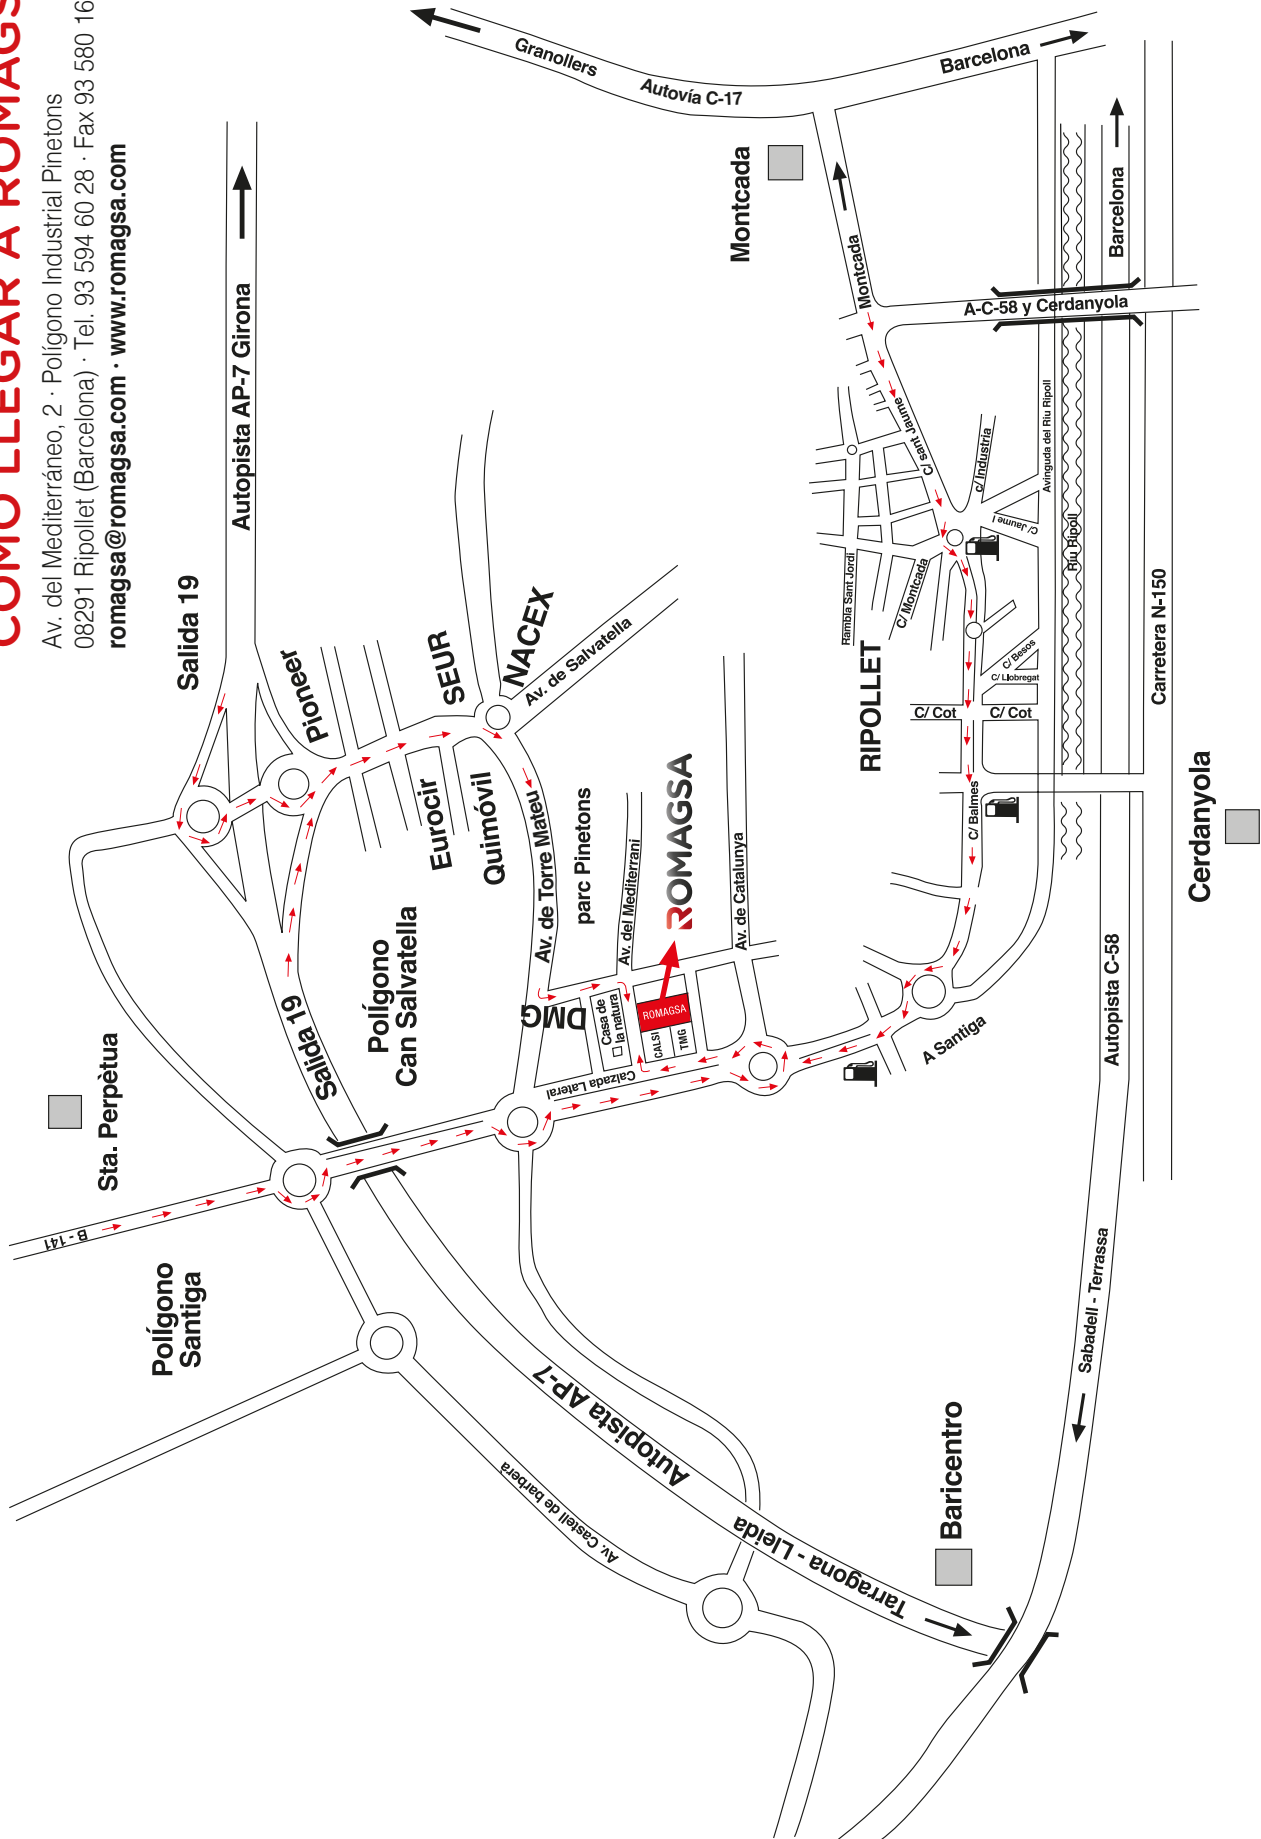 COMO LLEGAR A ROMAGS
Av. del Mediterráneo, 2 · Polígono Industrial Pinetons
08291 Ripollet (Barcelona) · Tel. 93 594 60 28 · Fax 93 580 16
romagsa@romagsa.com · www.romagsa.com
Granollers
Autovía C-17
Barcelona
Montcada
Montcada
A-C-58 y Cerdanyola
Barcelona
Autopista AP-7 Girona
Salida 19
Pioneer
SEUR
NACEX
Av. de Salvatella
Eurocir
Quimóvil
Av. de Torre Mateu
parc Pinetons
Av. del Mediterrani
ROMAGSA
Av. de Catalunya
RIPOLLET
Rambla Sant Jordi
C/ Montcada
C/ sant Jaume
c/ Industria
C/ Jaume I
Avinguda del Riu Ripoll
Riu Ripoll
C/ Besos
C/ Llobregat
C/ Cot
C/ Cot
C/ Balmes
Carretera N-150
Cerdanyola
Autopista C-58
Sta. Perpètua
Salida 19
Polígono
Can Salvatella
DMG
Casa de
la natura
ROMAGSA
CALSI
TMG
Calzada Lateral
A Santiga
B - 141
Polígono
Santiga
Autopista AP-7
Tarragona - Lleida
Av. Castell de barberà
Baricentro
Sabadell - Terrassa